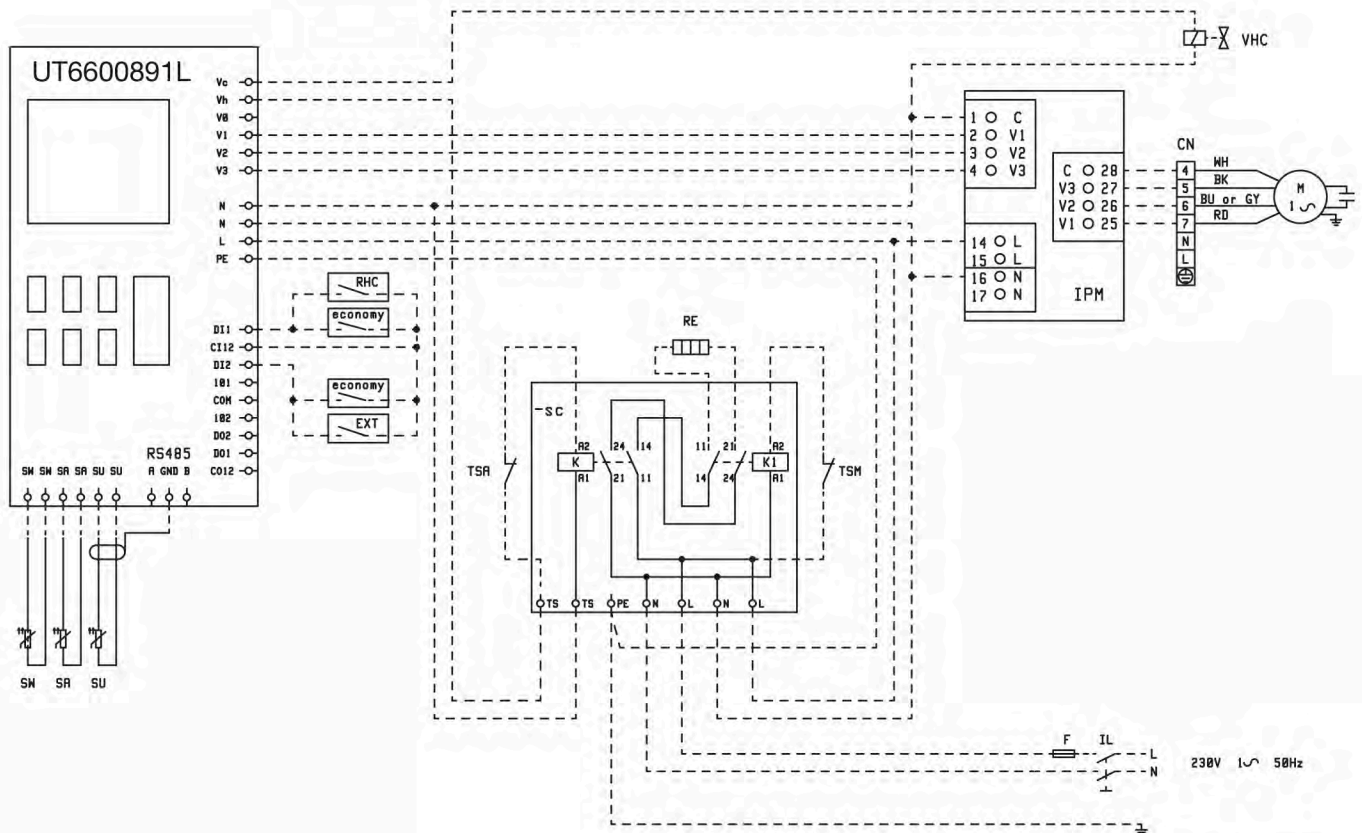 UT6600891L
Vc
Vh
V0
V1
V2
V3
N
N
L
PE
DI1
CI12
DI2
101
COM
102
DO2
DO1
CO12
RS485
A GND B
SW SW SA SA SU SU
SW SA SU
RHC
economy
economy
EXT
VHC
1 C
2 V1
3 V2
4 V3
C 28
V3 27
V2 26
V1 25
14 L
15 L
16 N
17 N
IPM
CN
4
5
6
7
N
L
WH
BK
BU or GY
RD
M
1
RE
-SC
TSA
TSM
K
A2
A1
24 14
21 11
11 21
14 24
K1
A2
A1
TS TS PE N L N L
F IL
L
N
230V 1 50Hz